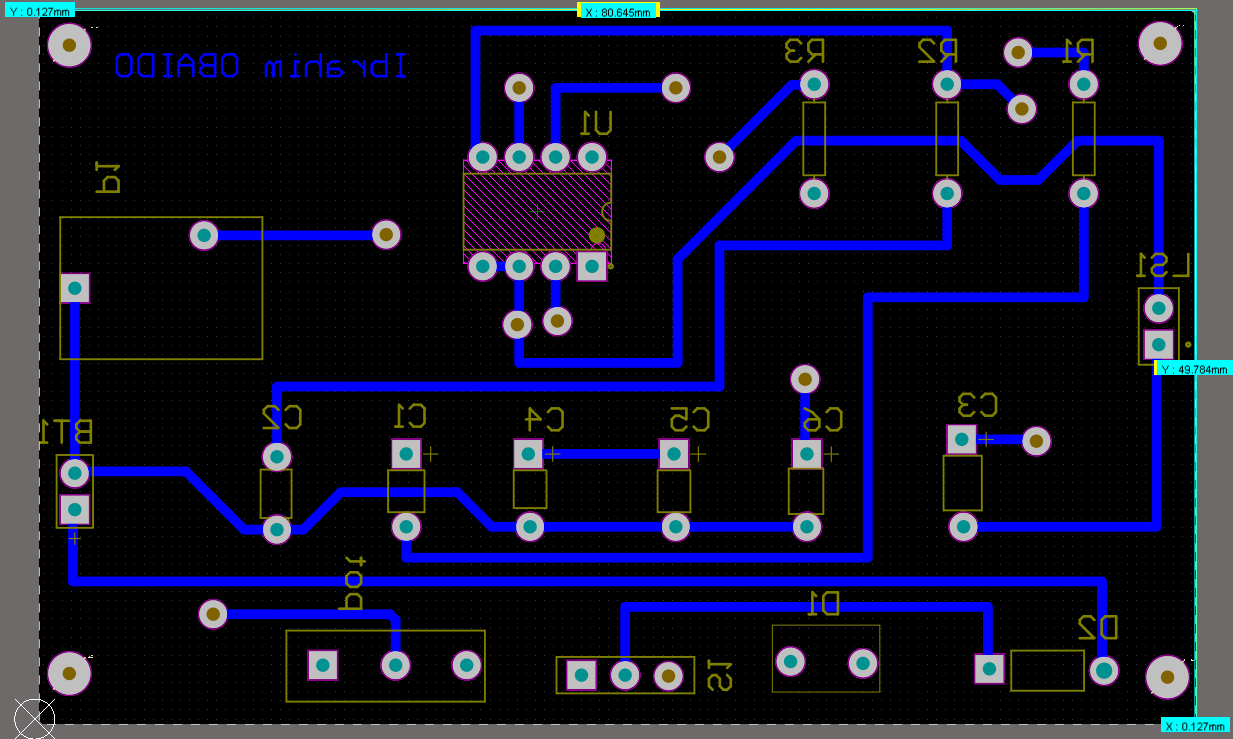 Y : 0.127mm
X : 80.645mm
Ibrahim OBAIDO
R3
R2
R1
U1
P1
LS1
Y : 49.784mm
BT1
C2
C1
C4
C5
C6
C3
pot
D1
D2
S1
X : 0.127mm